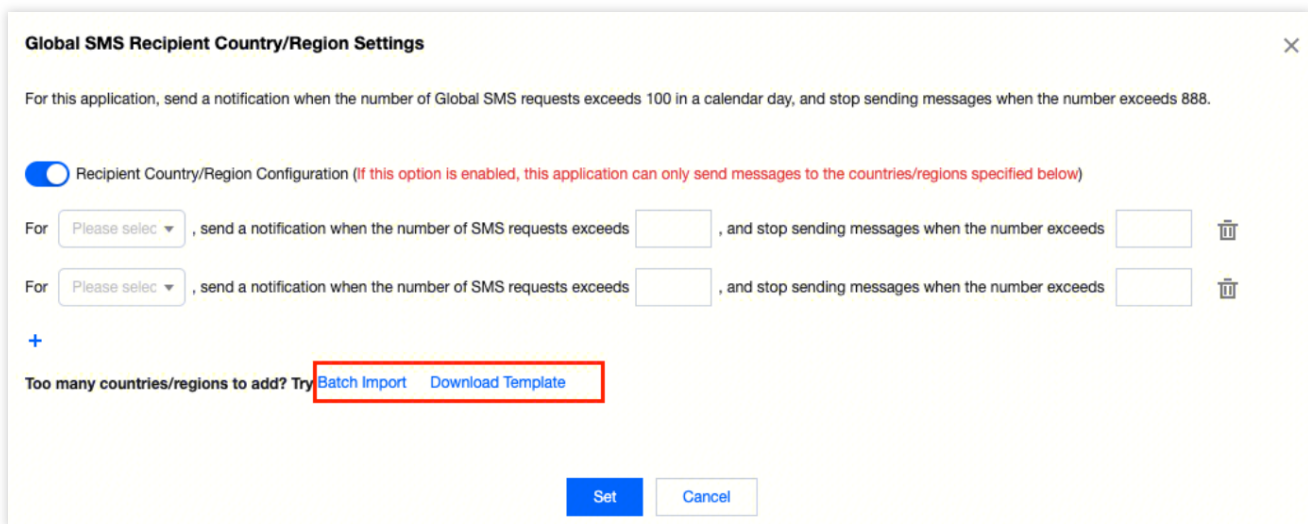 Global SMS Recipient Country/Region Settings
For this application, send a notification when the number of Global SMS requests exceeds 100 in a calendar day, and stop sending messages when the number exceeds 888.
Recipient Country/Region Configuration (If this option is enabled, this application can only send messages to the countries/regions specified below)
For Please selec , send a notification when the number of SMS requests exceeds , and stop sending messages when the number exceeds
For Please selec , send a notification when the number of SMS requests exceeds , and stop sending messages when the number exceeds
+
Too many countries/regions to add? Try Batch Import Download Template
Set Cancel